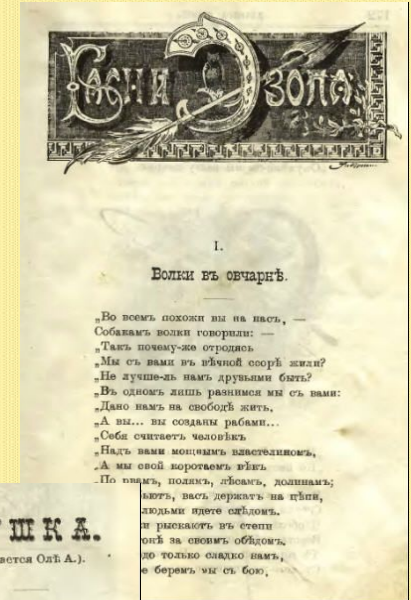 Басни Эзопа
I.
Волки въ овчарнѣ.
„Во всемъ похожи вы на насъ, —
Собакамъ волки говорили: —
„Такъ почему-же отродясь
„Мы съ вами въ вѣчной ссорѣ жили?
„Не лучше-ль намъ друзьями быть?
„Въ одномъ лишь разнимся мы съ вами:
„Дано намъ на свободѣ жить,
„А вы... вы созданы рабами...
„Себя считаетъ человѣкъ
„Надъ вами мощнымъ властелиномъ,
„А мы свой коротаемъ вѣкъ
„По рвамъ, полямъ, лѣсамъ, долинамъ;
васъ держатъ на цѣпи,
людьми идете слѣдомъ.
рыскаютъ въ степи
за своимъ обѣдомъ.
только сладко намъ,
беремъ мы съ бою,
ШКА.
Олѣ А.).